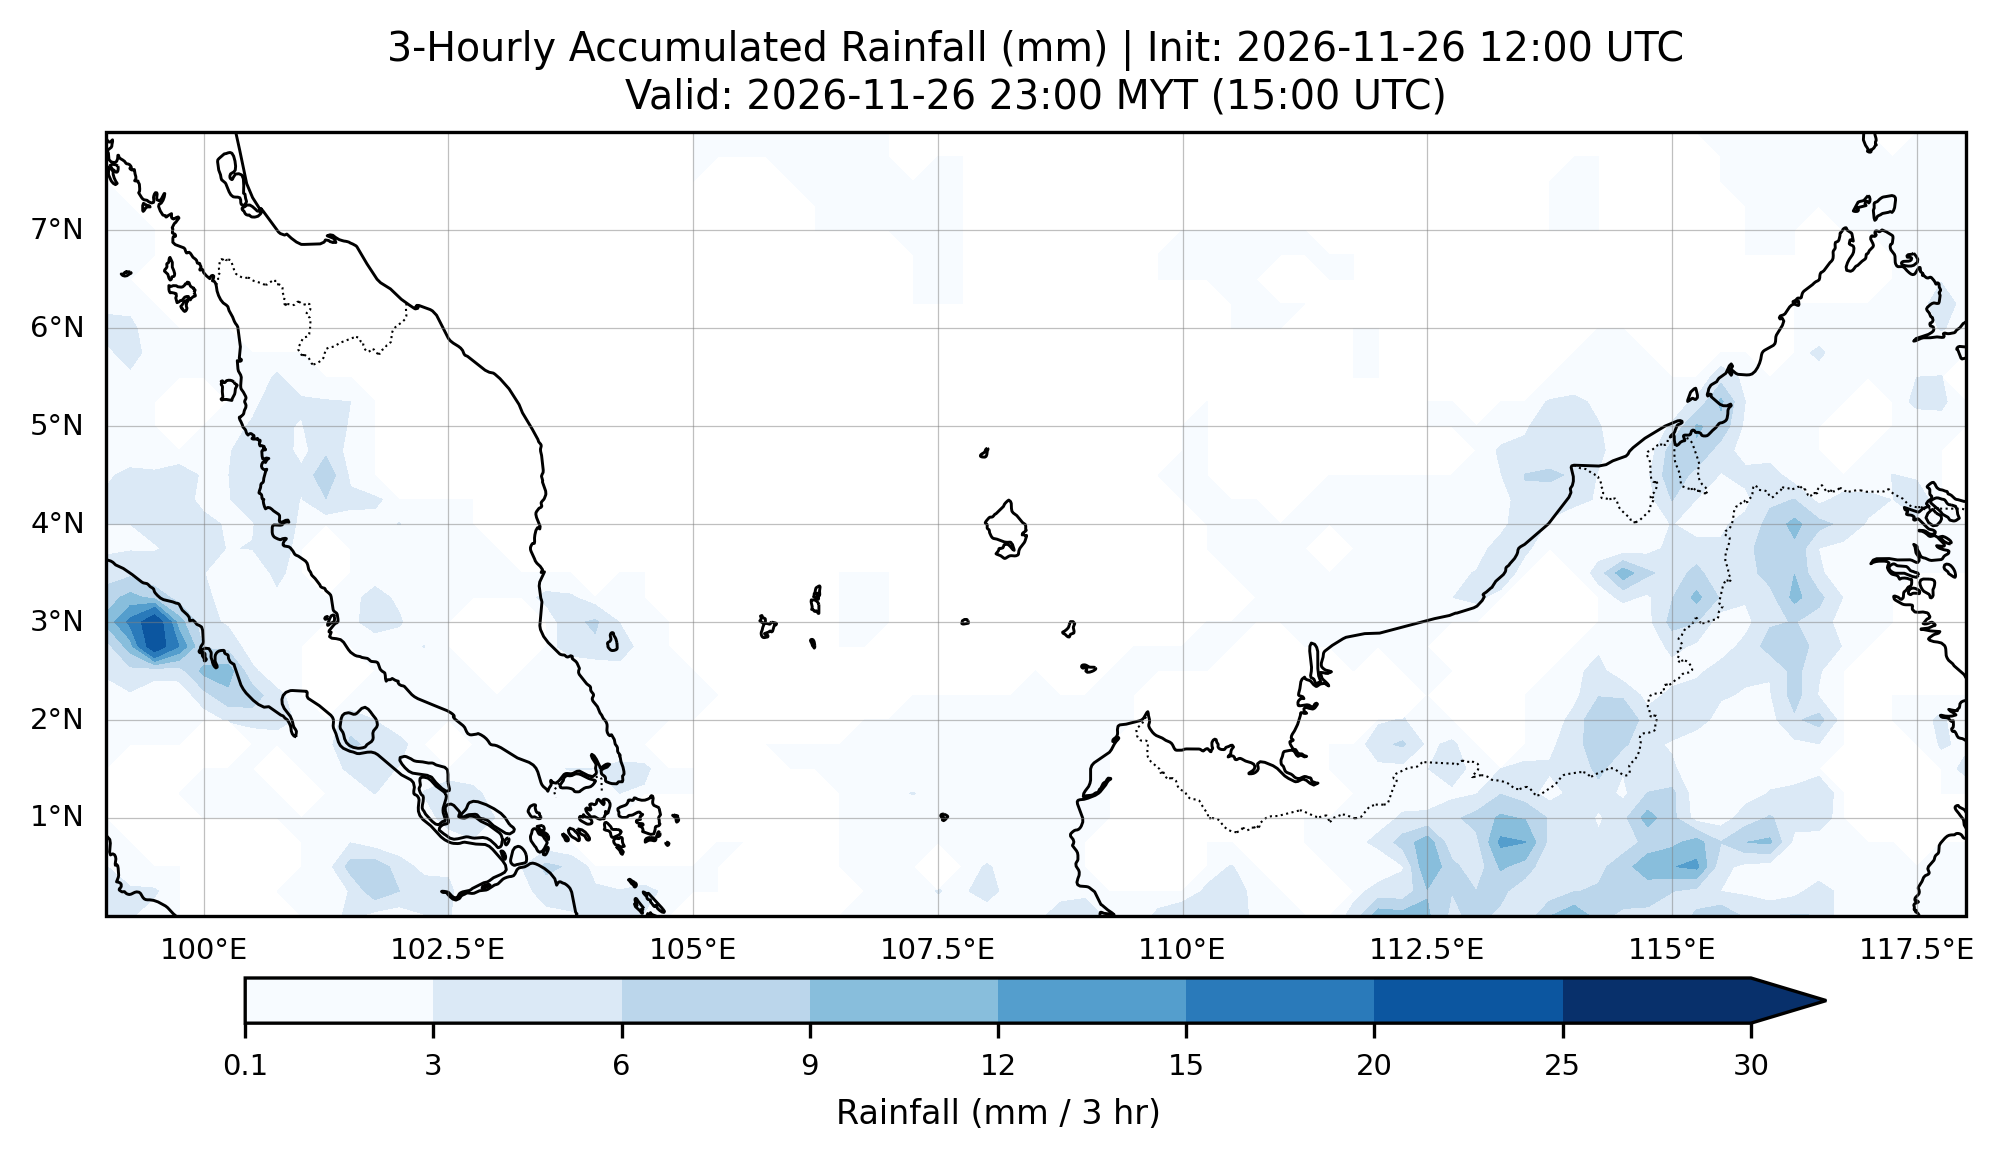 3-Hourly Accumulated Rainfall (mm) | Init: 2026-11-26 12:00 UTC
Valid: 2026-11-26 23:00 MYT (15:00 UTC)
7°N
6°N
5°N
4°N
3°N
2°N
1°N
100°E 102.5°E 105°E 107.5°E 110°E 112.5°E 115°E 117.5°E
0.1 3 6 9 12 15 20 25 30
Rainfall (mm / 3 hr)